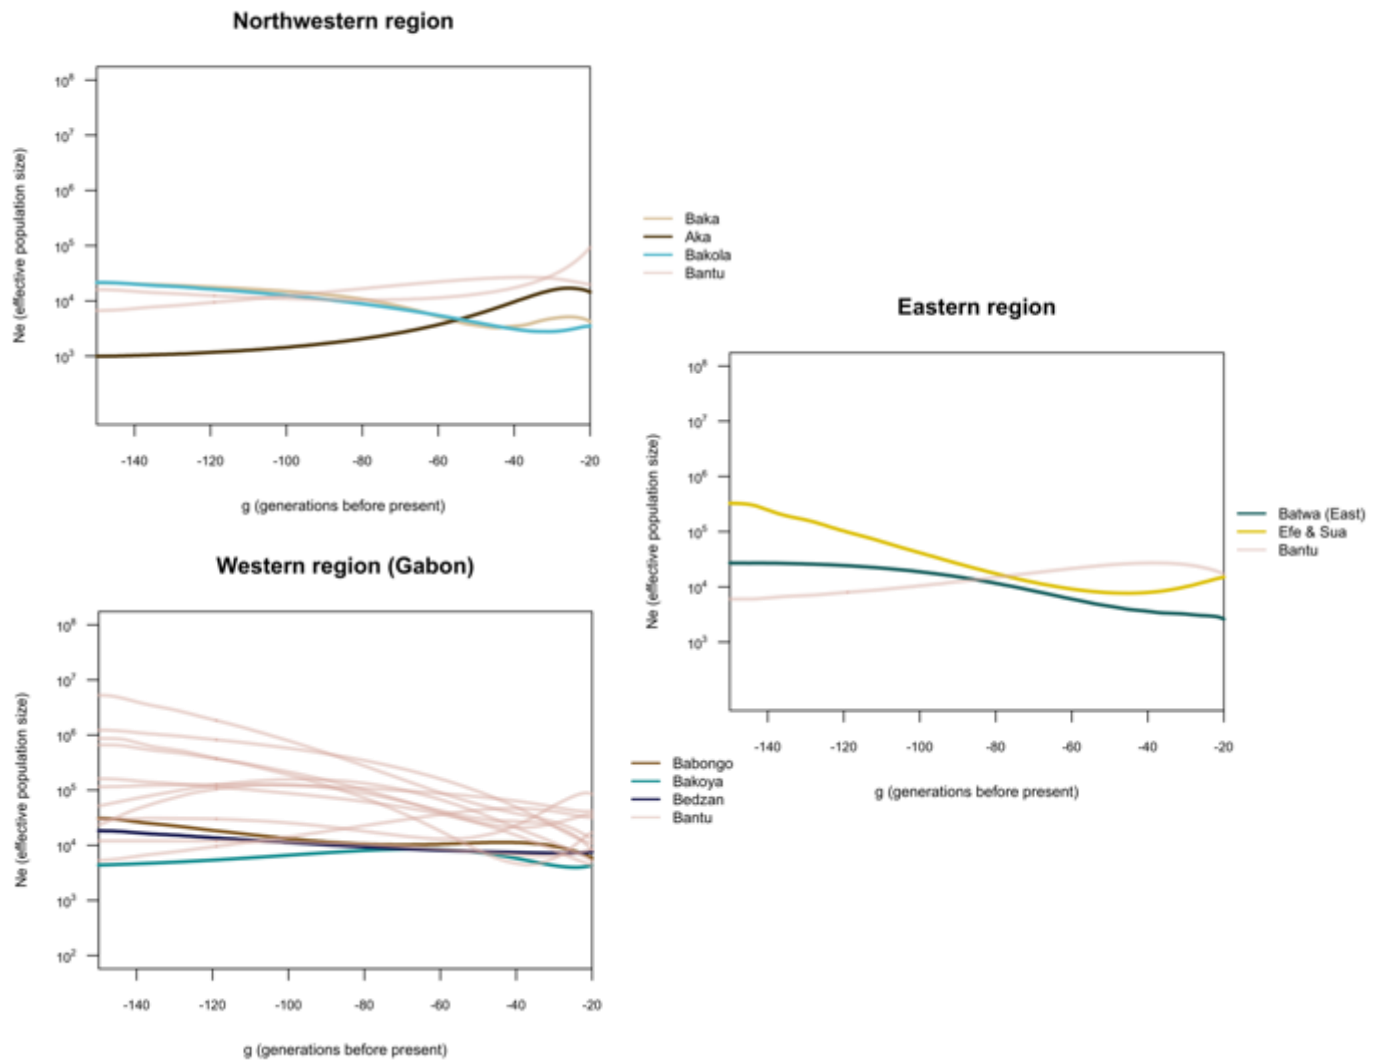 Northwestern region
10⁸
10⁷
10⁶
10⁵
10⁴
10³
Ne (effective population size)
-140 -120 -100 -80 -60 -40 -20
g (generations before present)
Baka
Aka
Bakola
Bantu
Eastern region
10⁸
10⁷
10⁶
10⁵
10⁴
10³
Ne (effective population size)
-140 -120 -100 -80 -60 -40 -20
g (generations before present)
Batwa (East)
Efe & Sua
Bantu
Western region (Gabon)
10⁸
10⁷
10⁶
10⁵
10⁴
10³
10²
Ne (effective population size)
-140 -120 -100 -80 -60 -40 -20
g (generations before present)
Babongo
Bakoya
Bedzan
Bantu